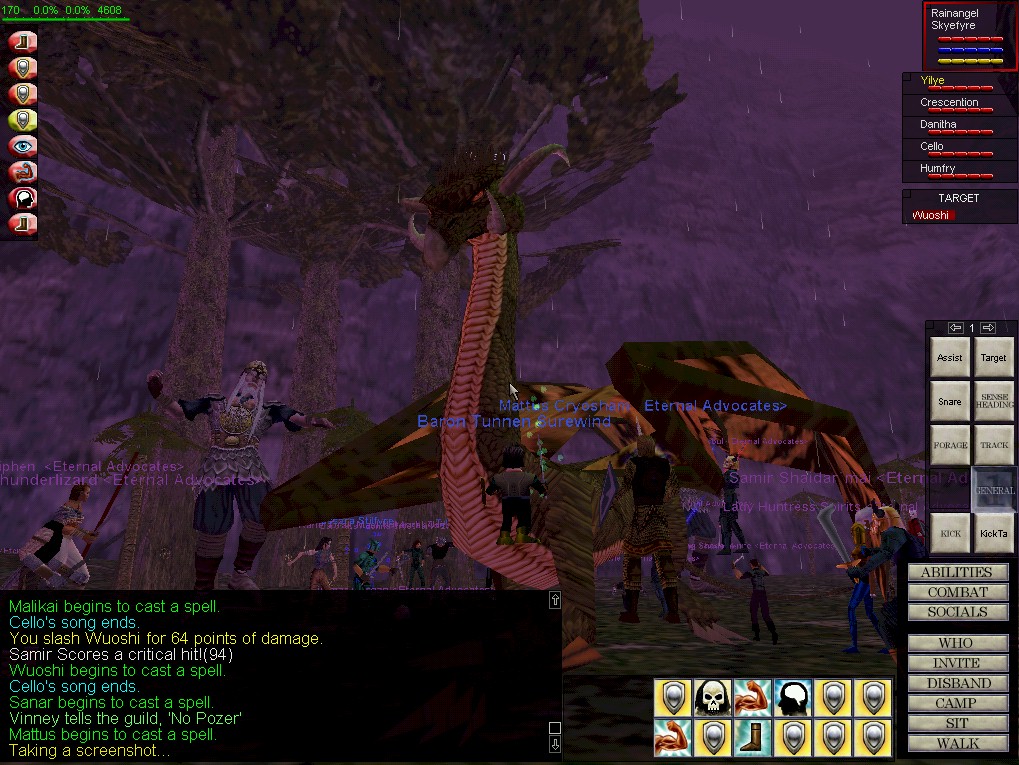 170 0.0% 0.0% 4608
Rainangel
Skyefyre
Yilye
Crescention
Danitha
Cello
Humfry
TARGET
Wuoshi
1
Assist Target
Snare SENSE HEADING
FORAGE TRACK
GENERAL
KICK KickTa
Eternal Advocates>
Baron Tunnen Surewind
<Eternal Advocates>
<Eternal Advocates>
hunderlizard <Eternal Advocates>
Samir Shaldar mal <Eternal Ad
Lady Huntress
ABILITIES
COMBAT
SOCIALS
WHO
INVITE
DISBAND
CAMP
SIT
WALK
Malikai begins to cast a spell.
Cello's song ends.
You slash Wuoshi for 64 points of damage.
Samir Scores a critical hit!(94)
Wuoshi begins to cast a spell.
Cello's song ends.
Sanar begins to cast a spell.
Vinney tells the guild, 'No Pozer'
Mattus begins to cast a spell.
Taking a screenshot...